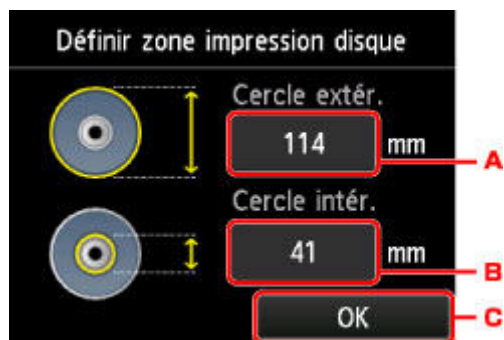 Définir zone impression disque
Cercle extér.
114 mm
A
Cercle intér.
41 mm
B
OK
C